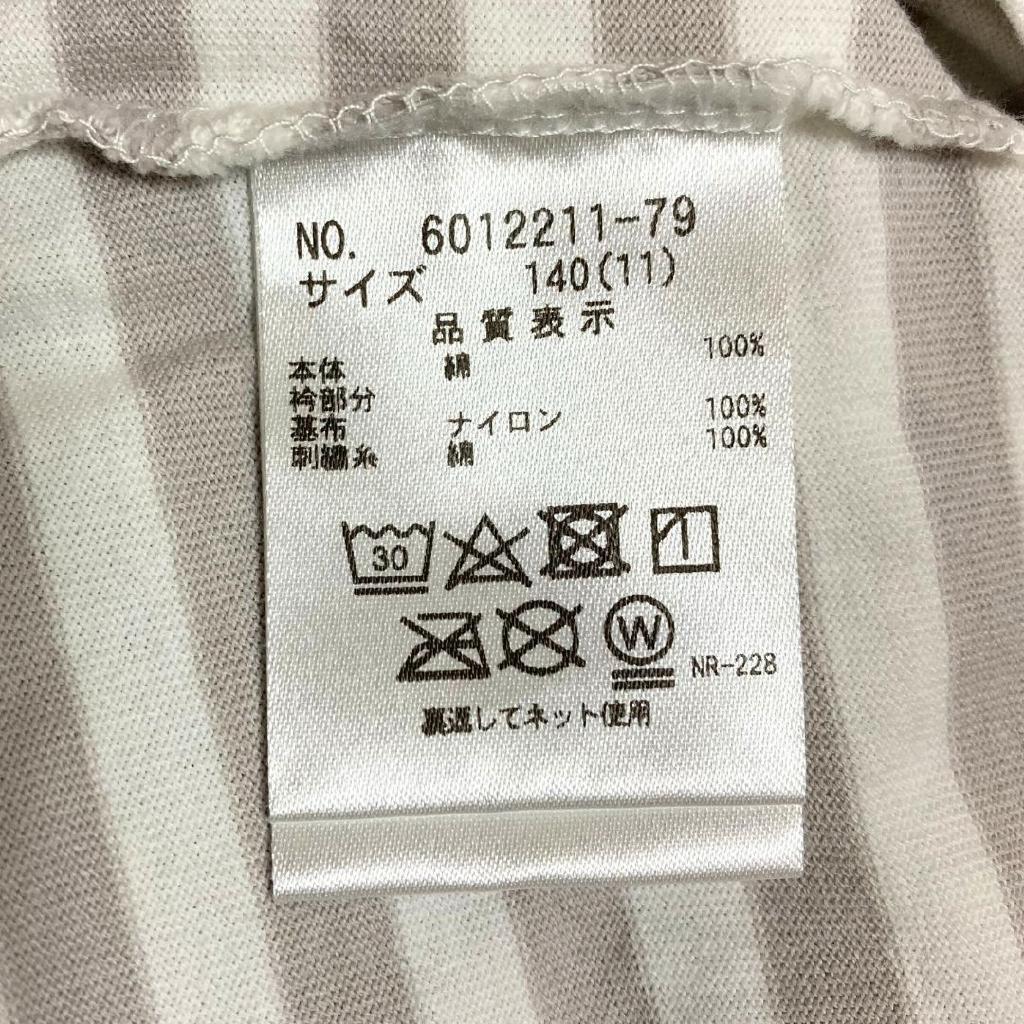 NO. 6012211-79
サイズ 140(11)
品質表示
本体 綿 100%
衿部分
基布 ナイロン 100%
刺繍糸 綿 100%
30
W
NR-228
裏返してネット使用